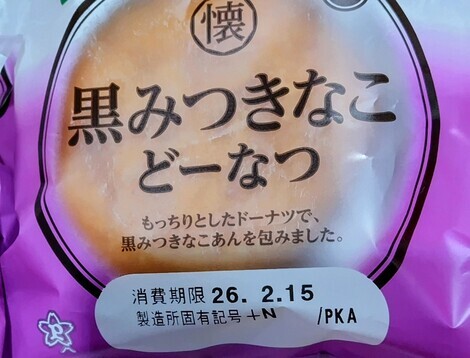 懐
黒みつきなこ
どーなつ
もっちりとしたドーナツで、
黒みつきなこあんを包みました。
消費期限 26. 2.15
製造所固有記号 +N /PKA